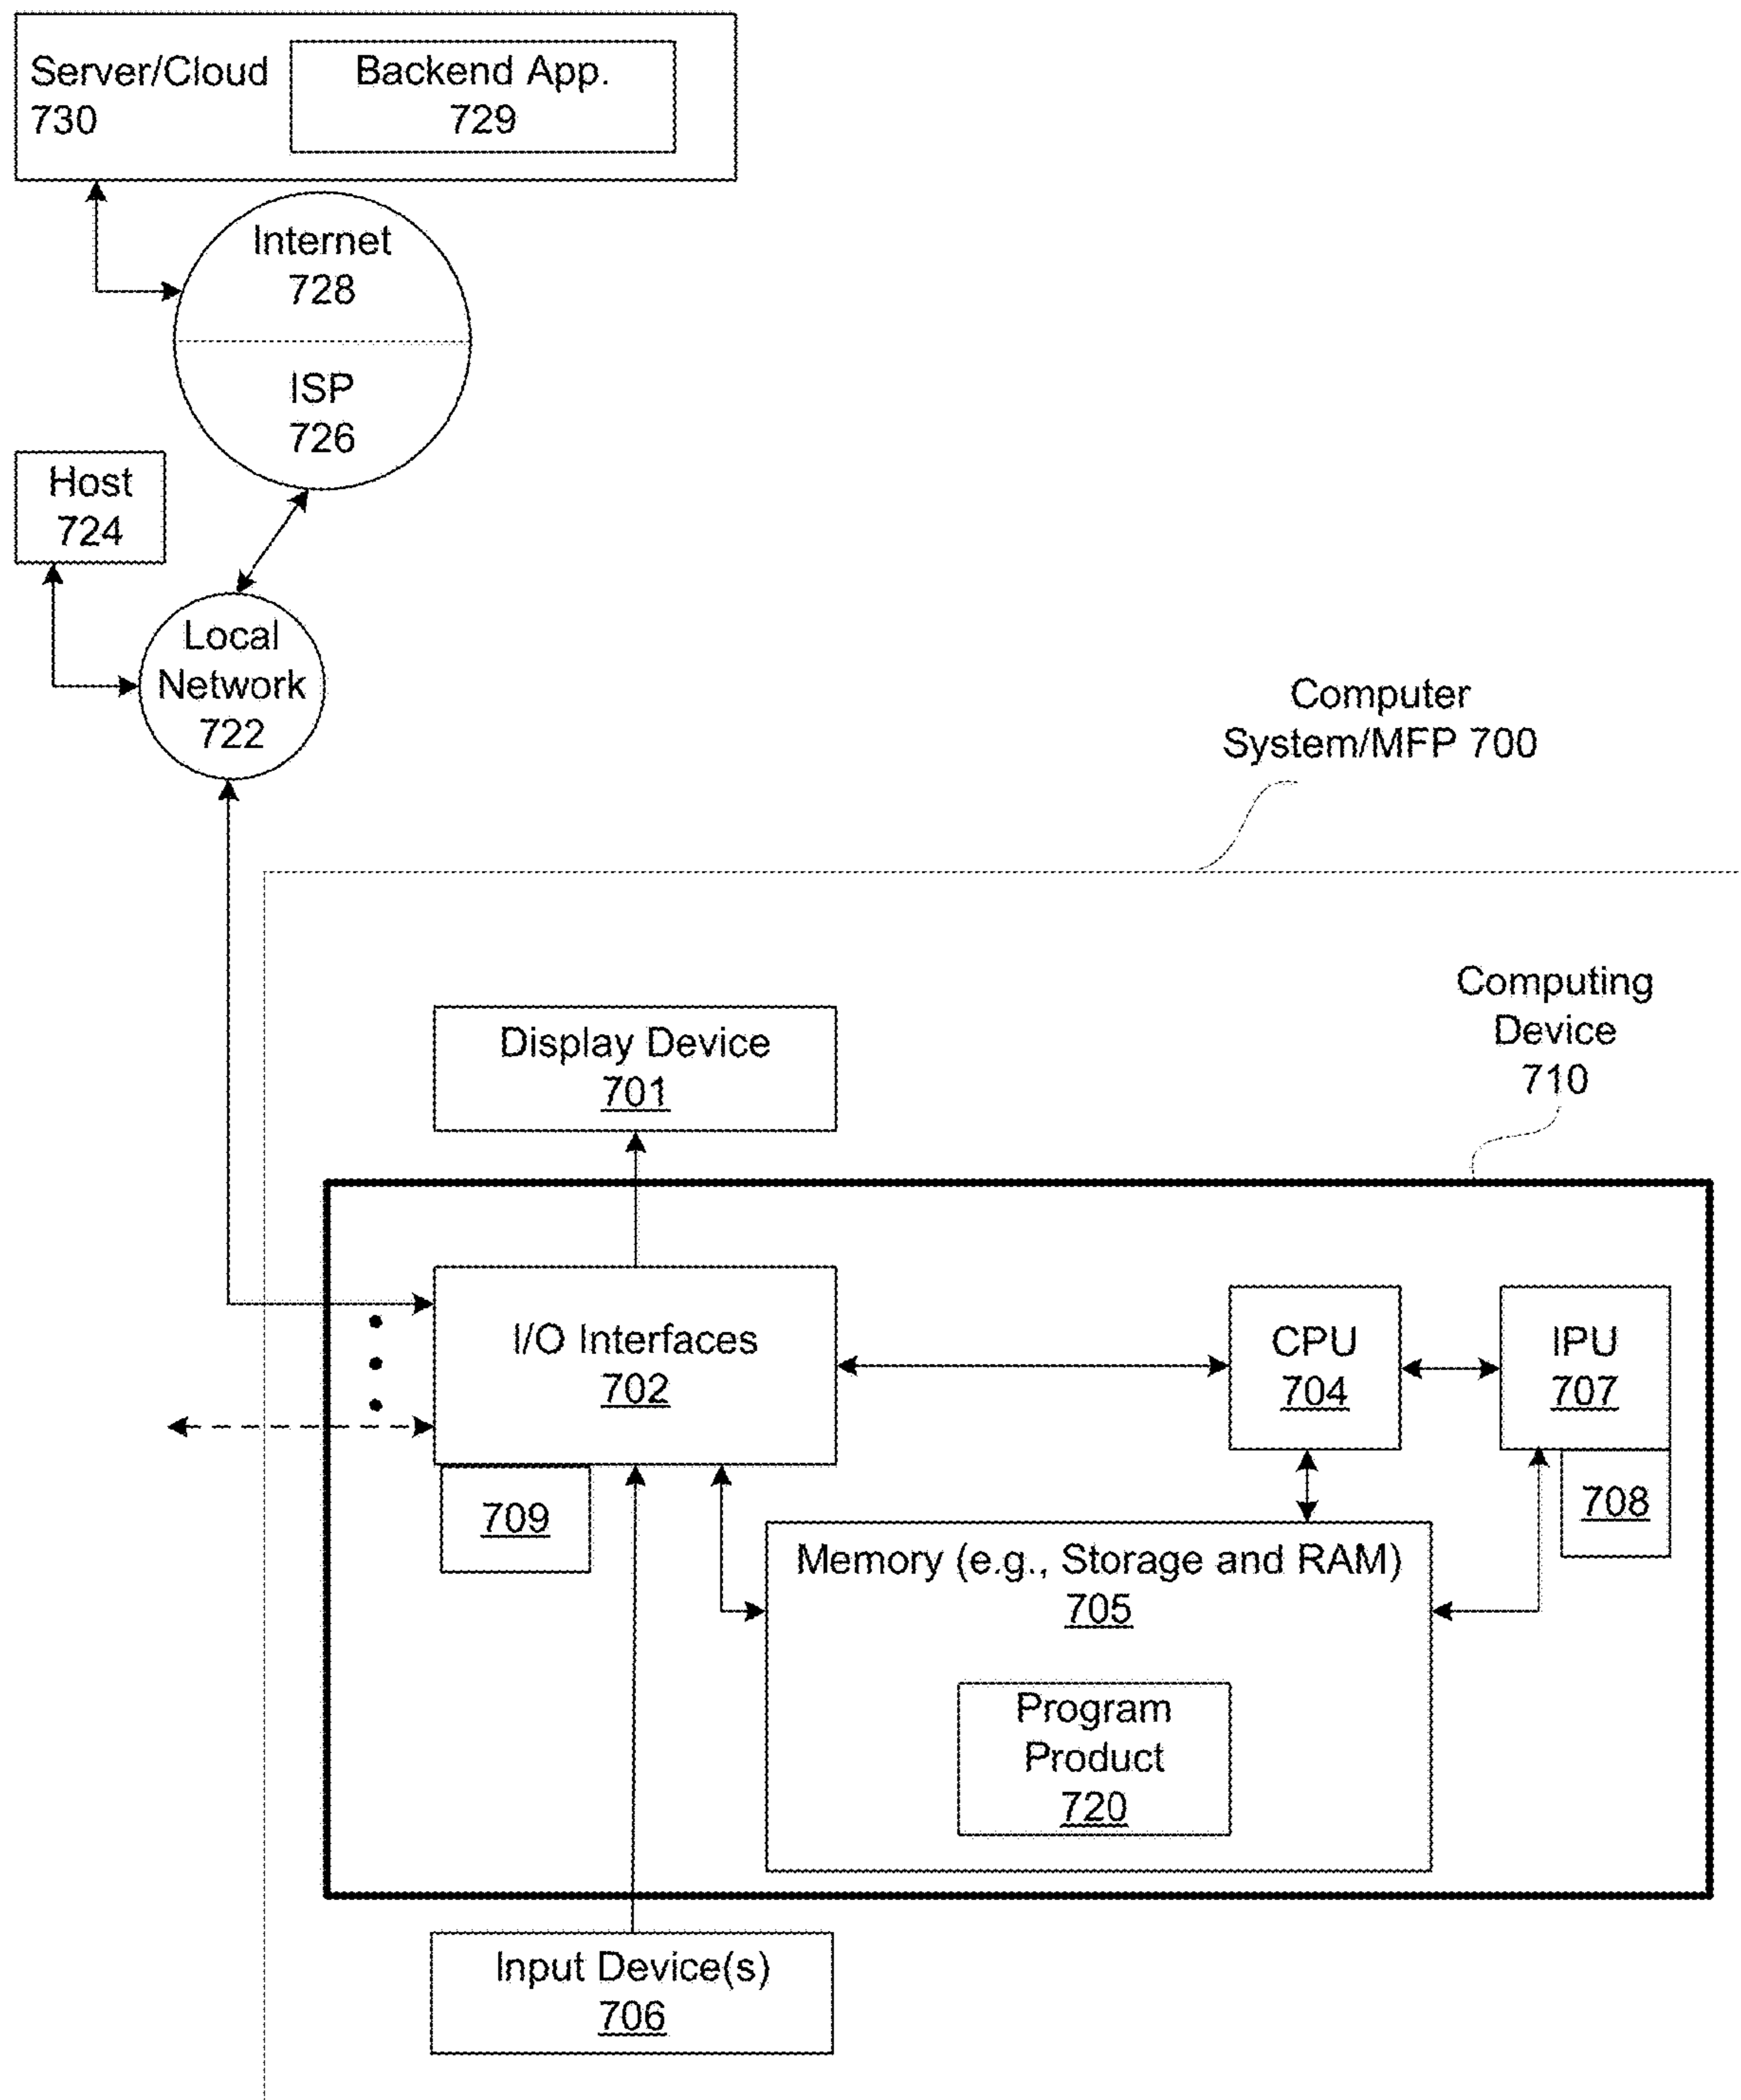 Server/Cloud
730
Backend App.
729
Internet
728
ISP
726
Host
724
Local
Network
722
Computer
System/MFP 700
Computing
Device
710
Display Device
701
I/O Interfaces
702
CPU
704
IPU
707
709
708
Memory (e.g., Storage and RAM)
705
Program
Product
720
Input Device(s)
706